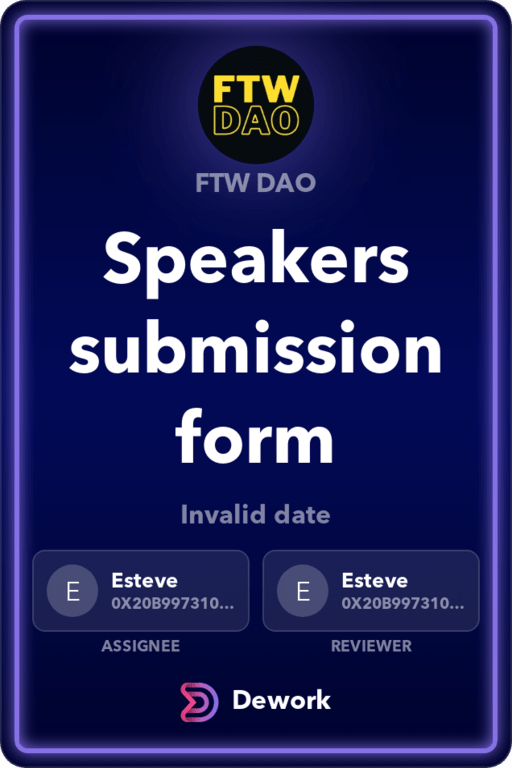 FTW
DAO
FTW DAO
Speakers
submission
form
Invalid date
E
Esteve
0X20B997310...
E
Esteve
0X20B997310...
ASSIGNEE
REVIEWER
Dework